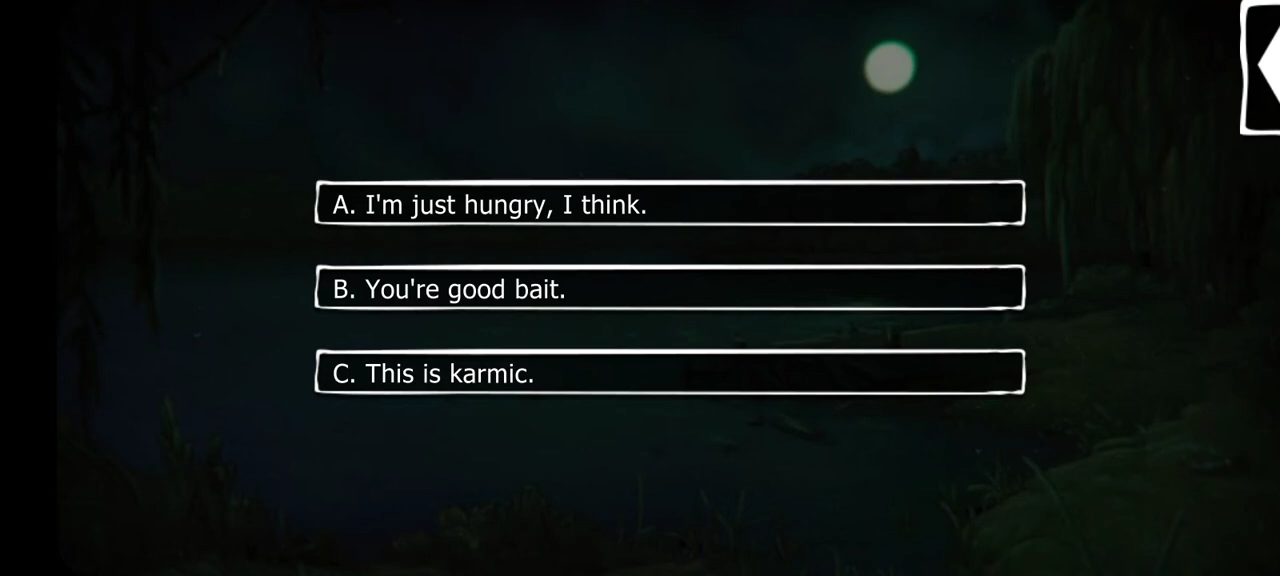 A. I'm just hungry, I think.
B. You're good bait.
C. This is karmic.